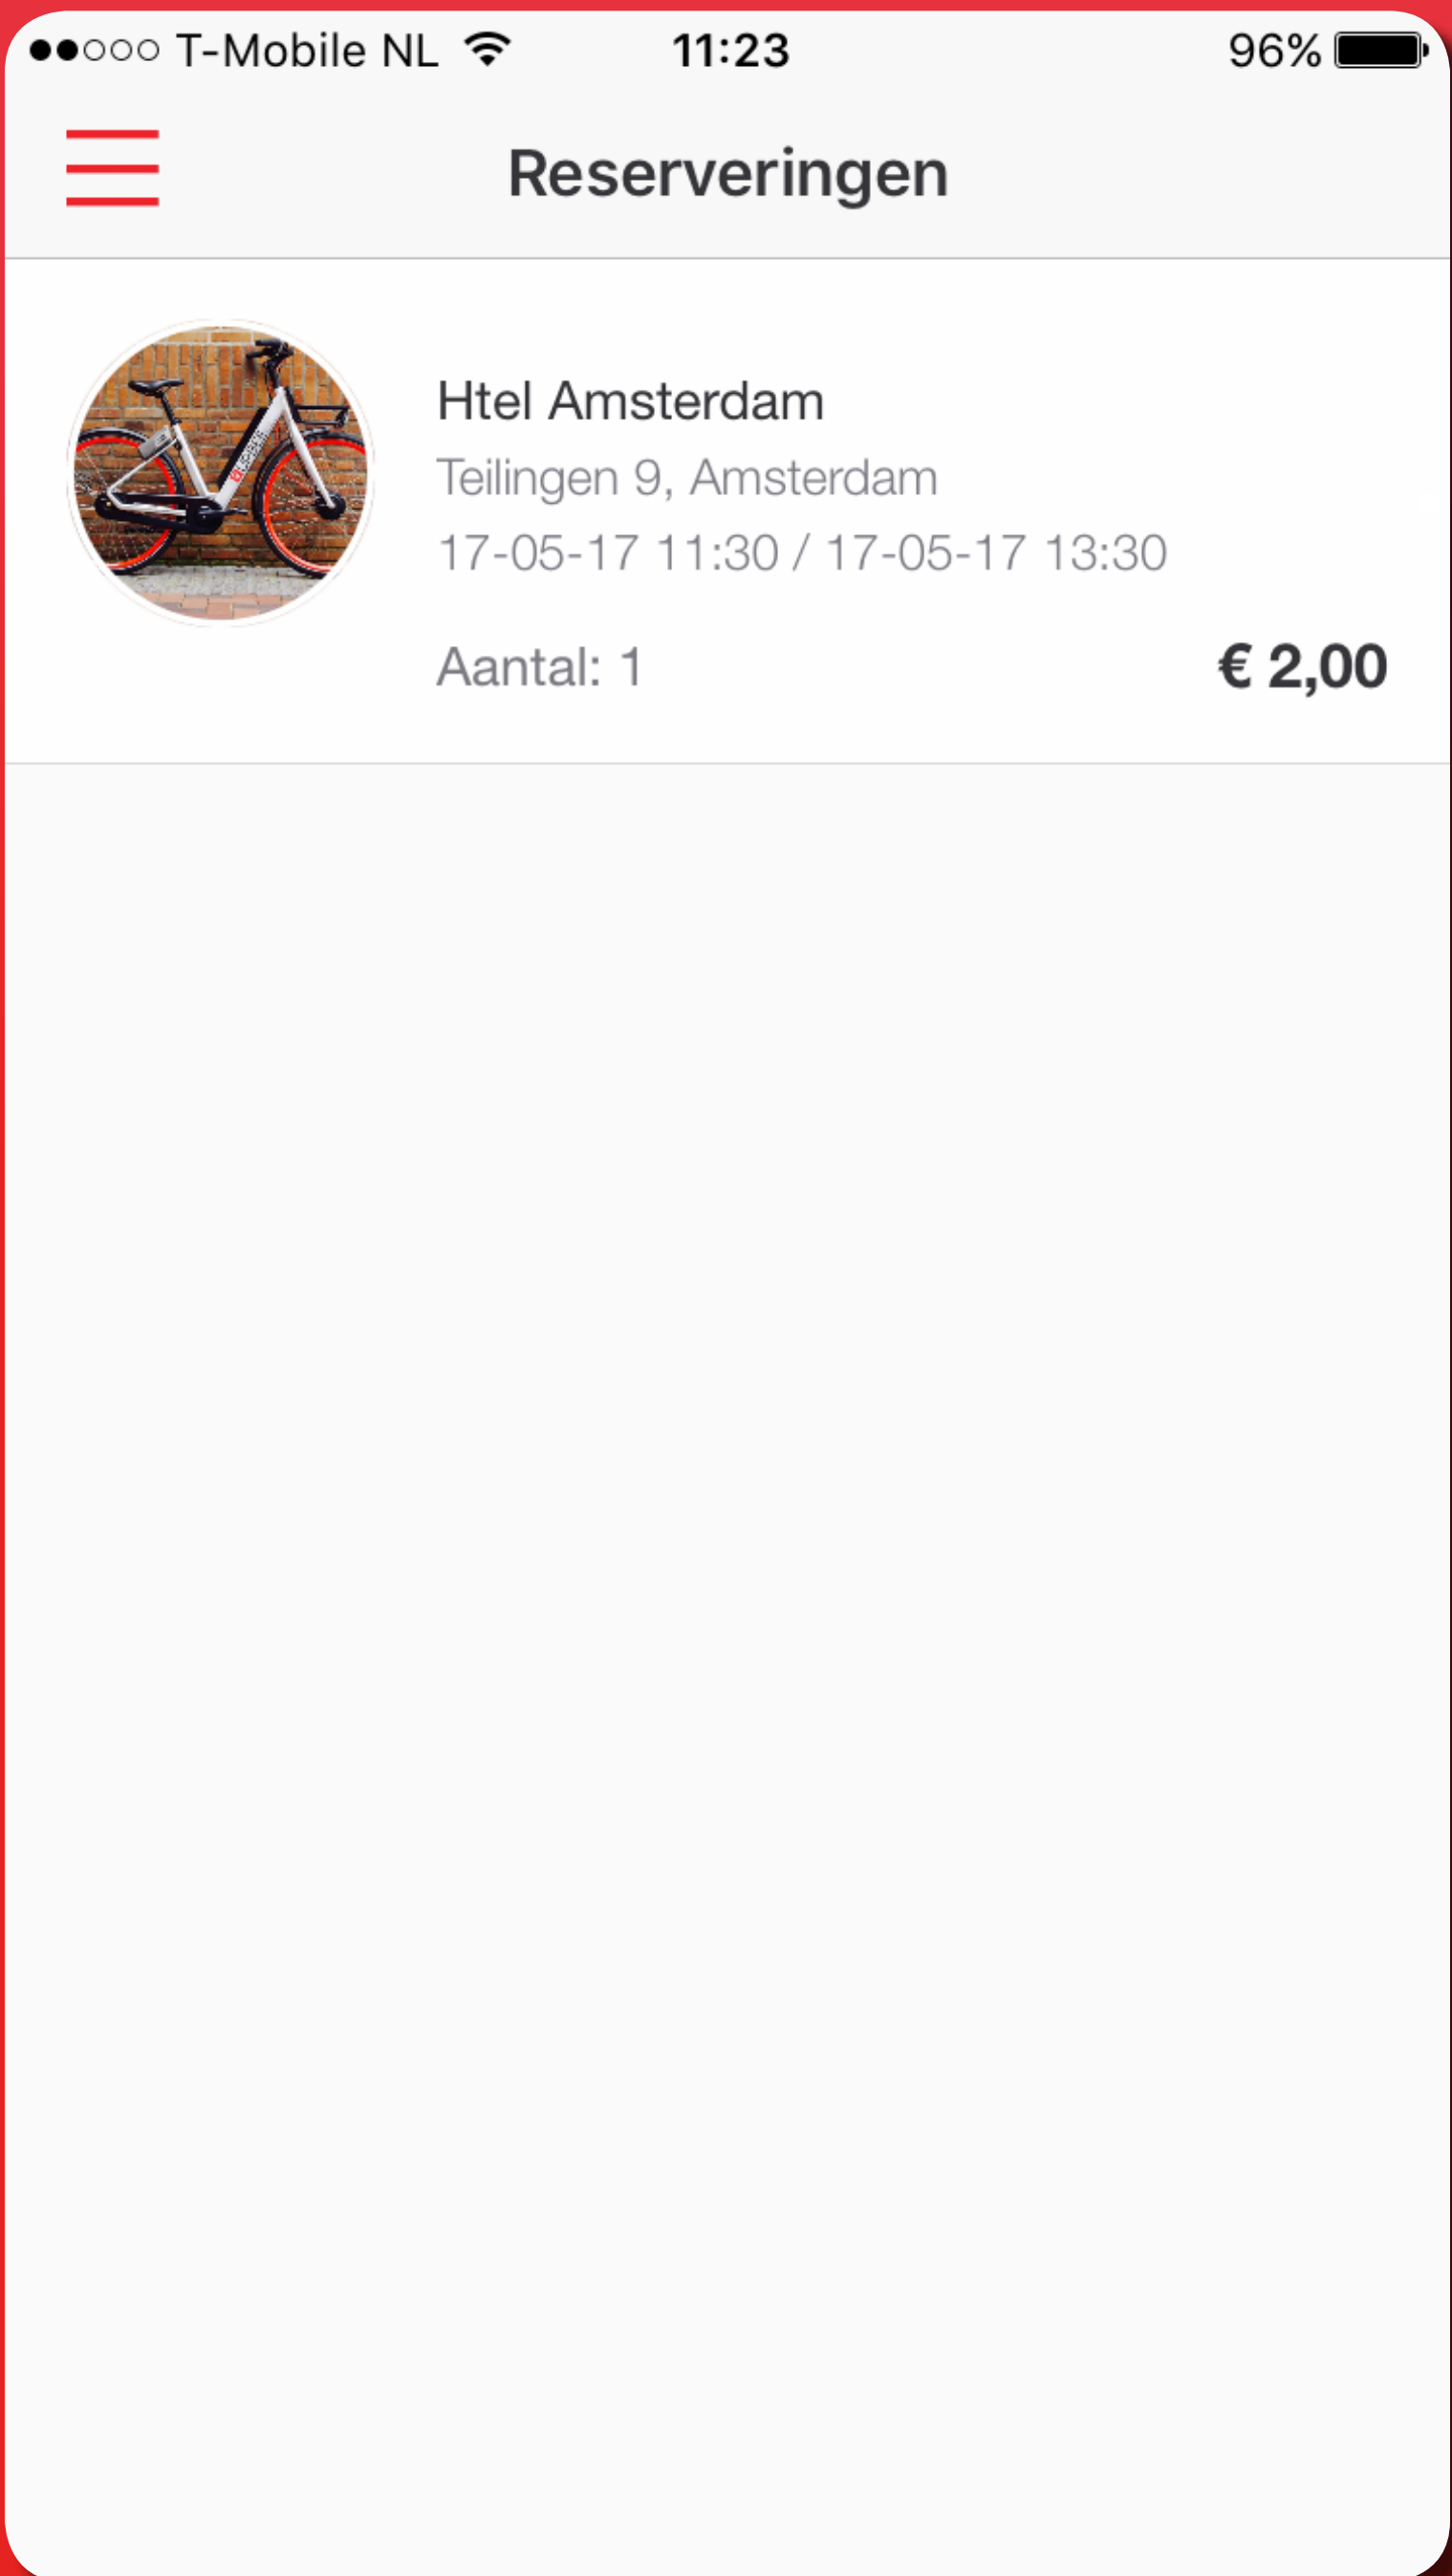 T-Mobile NL 11:23 96%
Reserveringen
Htel Amsterdam
Teilingen 9, Amsterdam
17-05-17 11:30 / 17-05-17 13:30
Aantal: 1 € 2,00